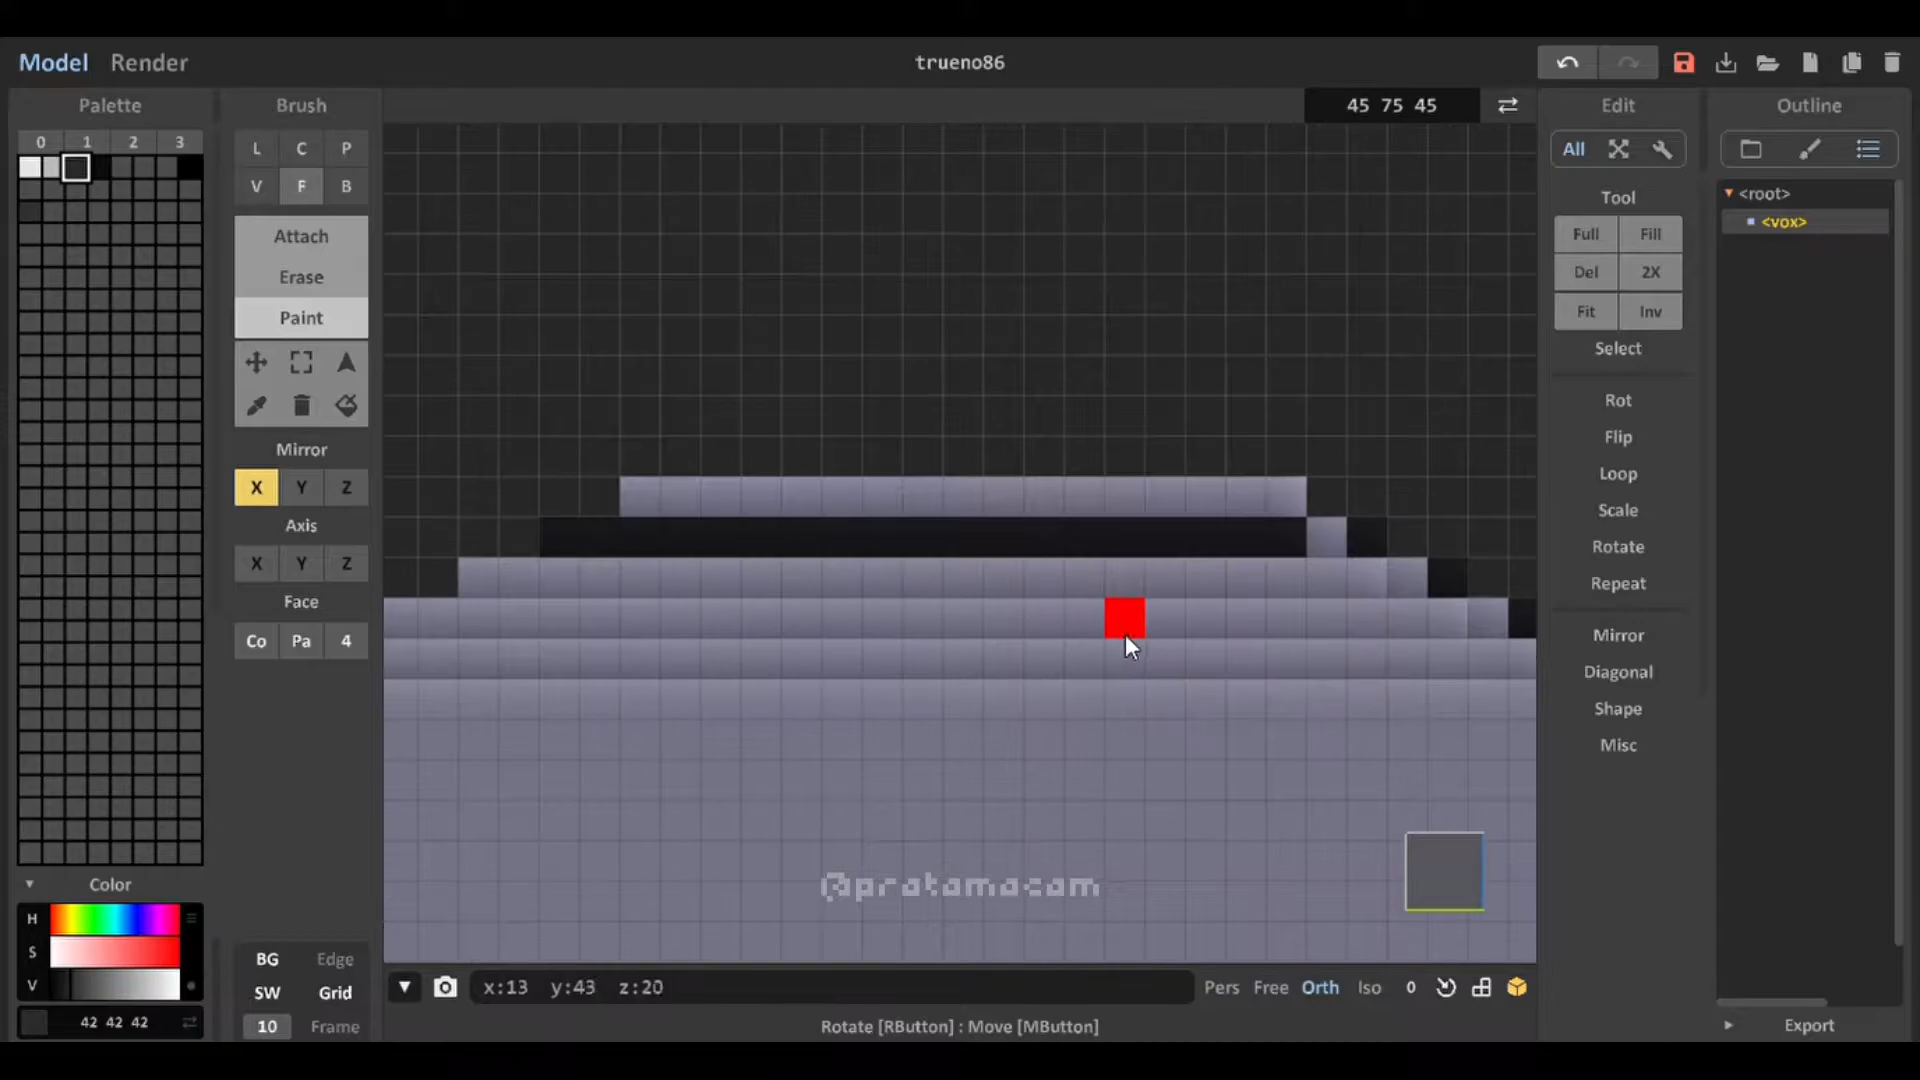 Model Render
trueno86
Palette
Brush
45 75 45
Edit
Outline
0 1 2 3
L C P
V F B
Attach
Erase
Paint
Mirror
X Y Z
Axis
X Y Z
Face
Co Pa 4
All
Tool
Full Fill
Del 2X
Fit Inv
Select
Rot
Flip
Loop
Scale
Rotate
Repeat
Mirror
Diagonal
Shape
Misc
<root>
<vox>
@pratamacam
Color
H
S
V
42 42 42
BG Edge
SW Grid
10 Frame
x:13 y:43 z:20
Pers Free Orth Iso 0
Rotate [RButton] : Move [MButton]
Export